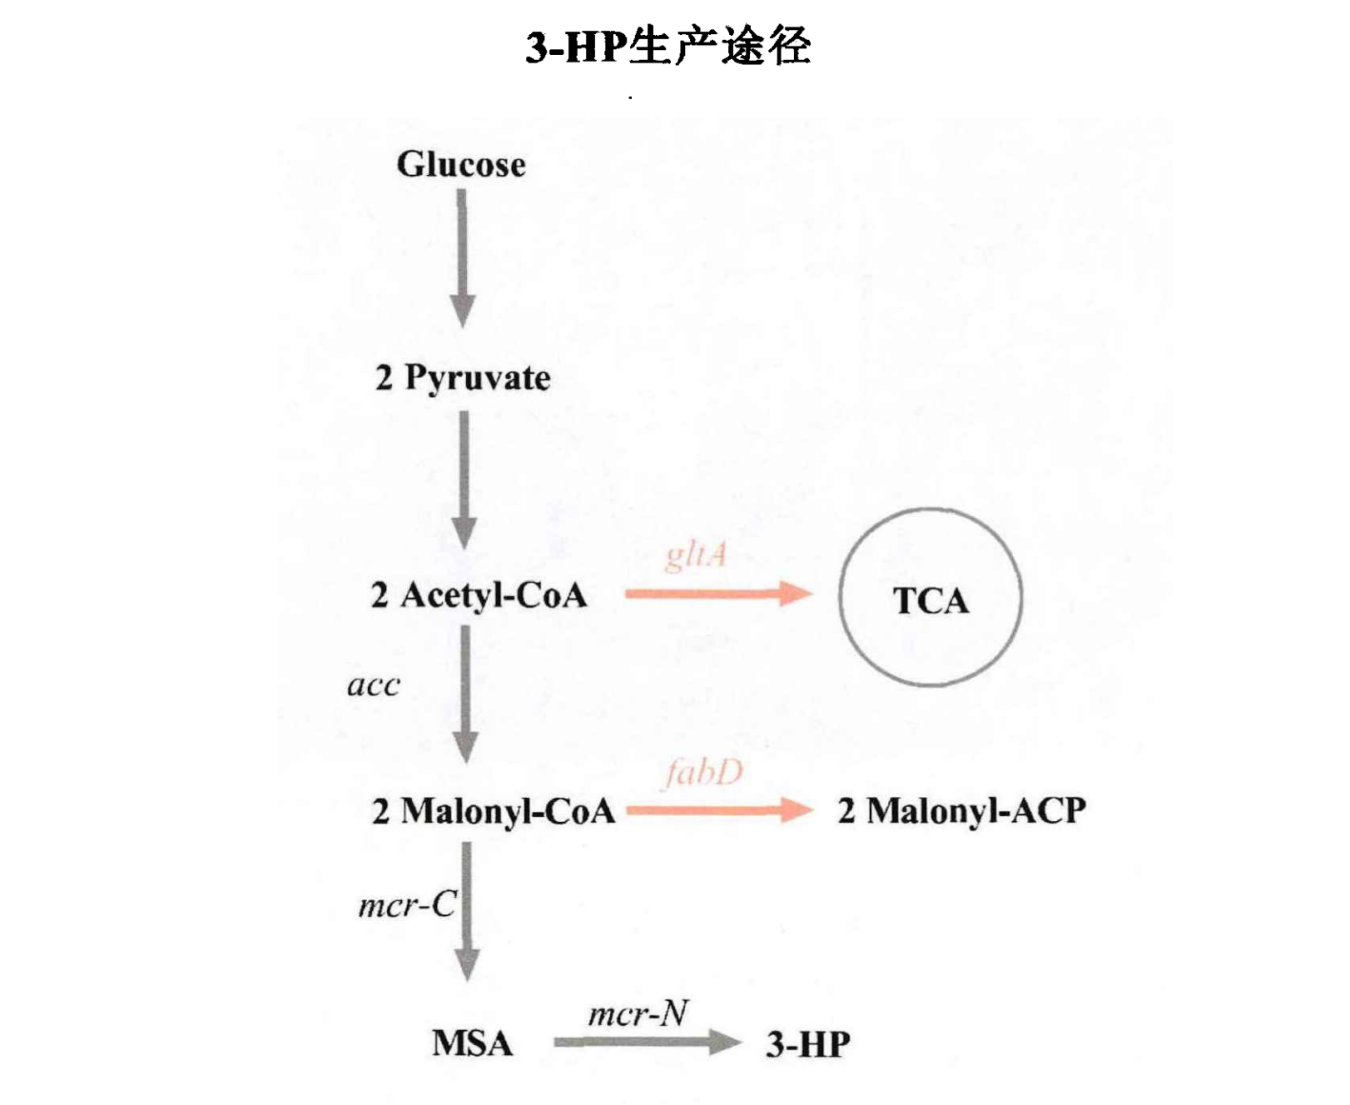 3-HP生产途径
Glucose
2 Pyruvate
2 Acetyl-CoA
gltA
TCA
acc
2 Malonyl-CoA
fabD
2 Malonyl-ACP
mcr-C
MSA
mcr-N
3-HP